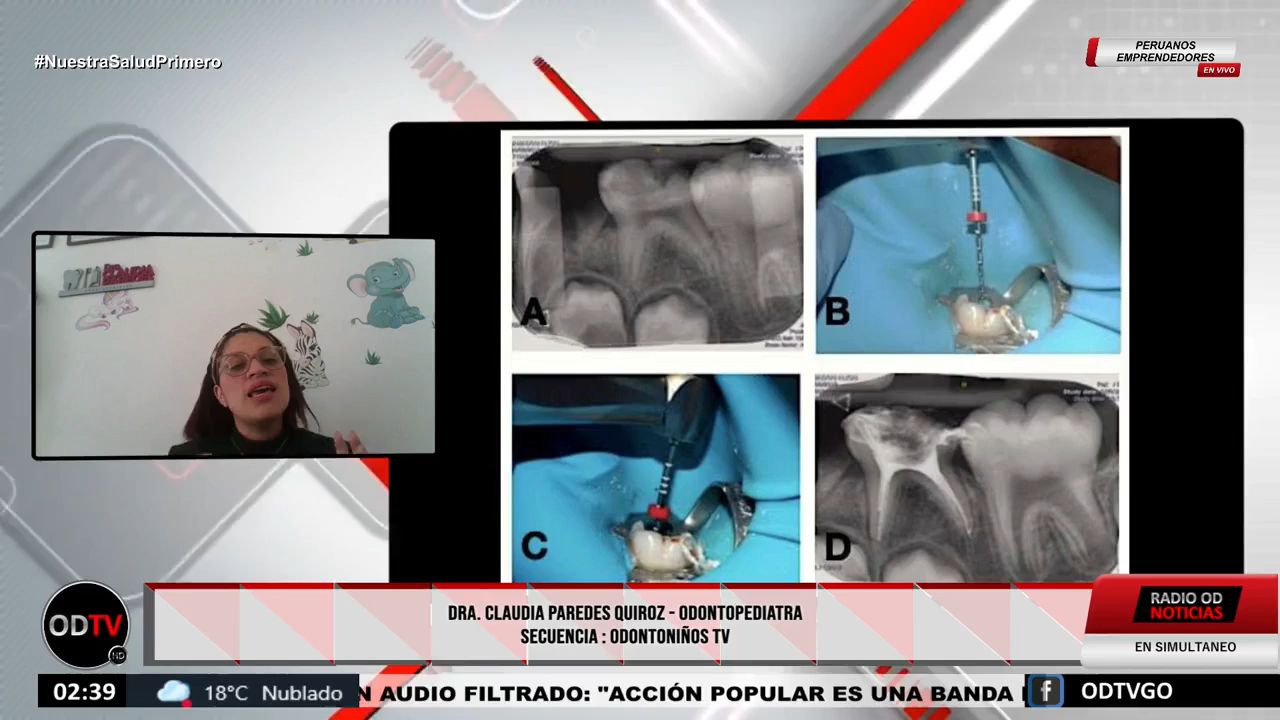 #NuestraSaludPrimero
PERUANOS
EMPRENDEDORES
EN VIVO
A
B
C
D
DRA. CLAUDIA PAREDES QUIROZ - ODONTOPEDIATRA
SECUENCIA : ODONTONIÑOS TV
ODTV
HD
RADIO OD
NOTICIAS
EN SIMULTANEO
02:39
18°C Nublado
N AUDIO FILTRADO: "ACCIÓN POPULAR ES UNA BANDA
ODTVGO